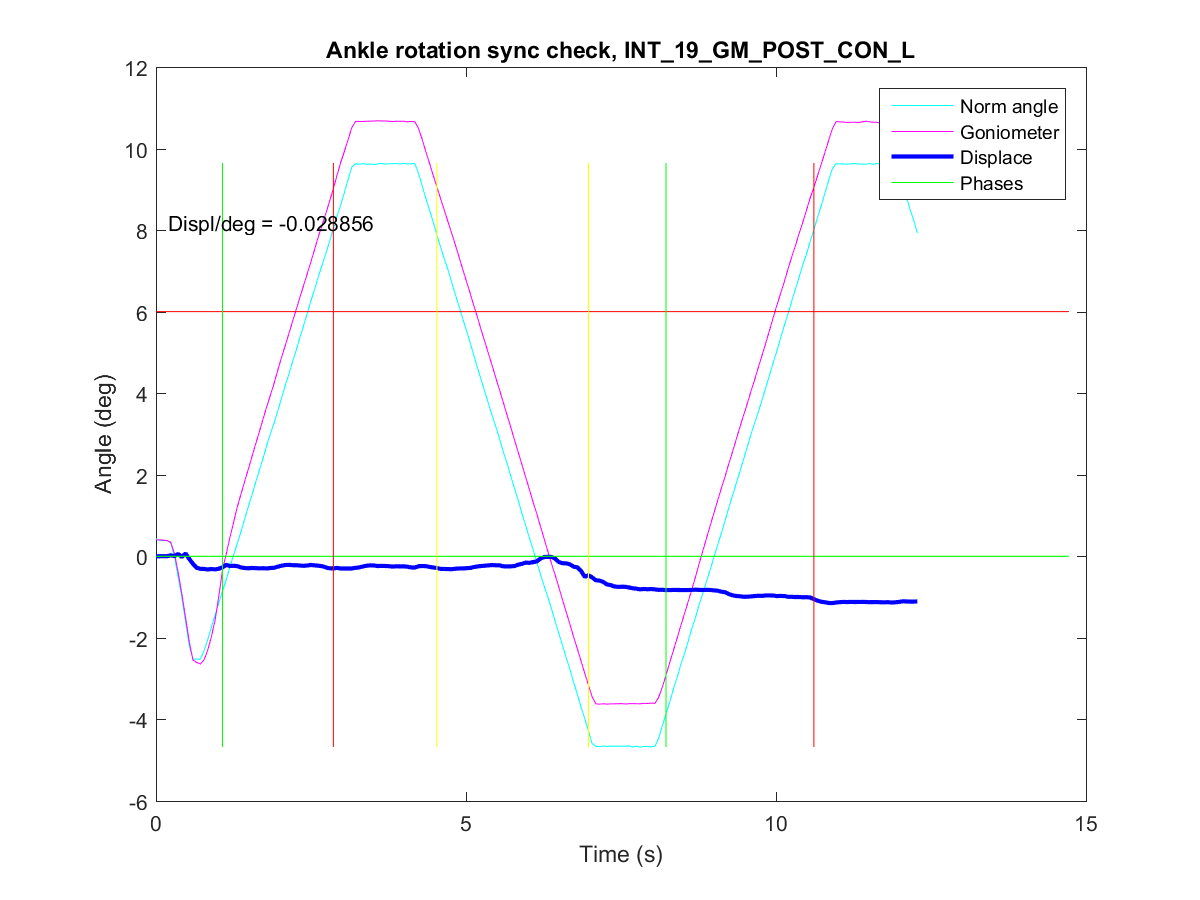 Ankle rotation sync check, INT_19_GM_POST_CON_L
12
10
8
6
4
2
0
-2
-4
-6
Angle (deg)
Displ/deg = -0.028856
Norm angle
Goniometer
Displace
Phases
0
5
10
15
Time (s)